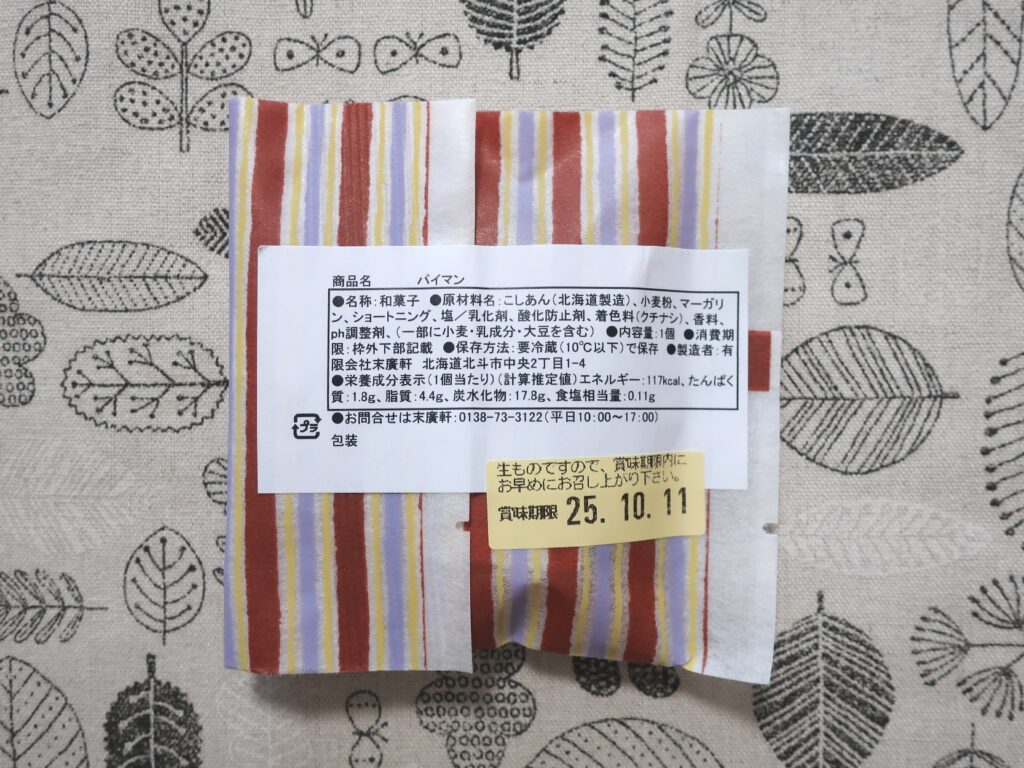 商品名 パイマン
●名称:和菓子 ●原材料名:こしあん(北海道製造)、小麦粉、マーガリ
ン、ショートニング、塩/乳化剤、酸化防止剤、着色料(クチナシ)、香料、
ph調整剤、(一部に小麦・乳成分・大豆を含む) ●内容量:1個 ●消費期
限:枠外下部記載 ●保存方法:要冷蔵(10℃以下)で保存 ●製造者:有
限会社末廣軒 北海道北斗市中央2丁目1-4
●栄養成分表示(1個当たり)(計算推定値)エネルギー:117kcal、たんぱく
質:1.8g、脂質:4.4g、炭水化物:17.8g、食塩相当量:0.11g
●お問合せは末廣軒:0138-73-3122(平日10:00~17:00)
プラ
包装
生ものですので、賞味期限内に
お早めにお召し上がり下さい。
賞味期限 25.10.11